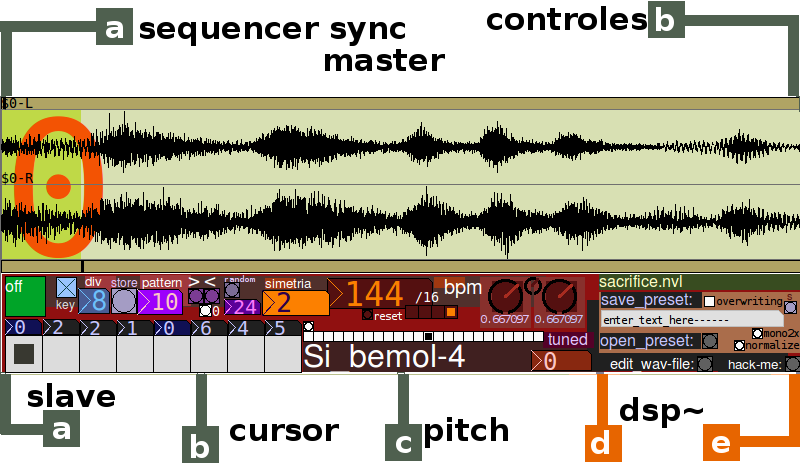 a sequencer sync
master
controles b
$0-L
0
$0-R
off
key
div
8
store
pattern
10
> <
0
random
24
simetria
2
144 /16 bpm
reset
0.667097 0.667097
sacrifice.nvl
save_preset: overwriting s
enter_text_here------
open_preset: mono2x
normalize
edit_wav-file: hack-me:
0 2 2 1 0 6 4 5
tuned
Si_bemol-4
0
slave
a
b cursor
c pitch
d dsp~
e